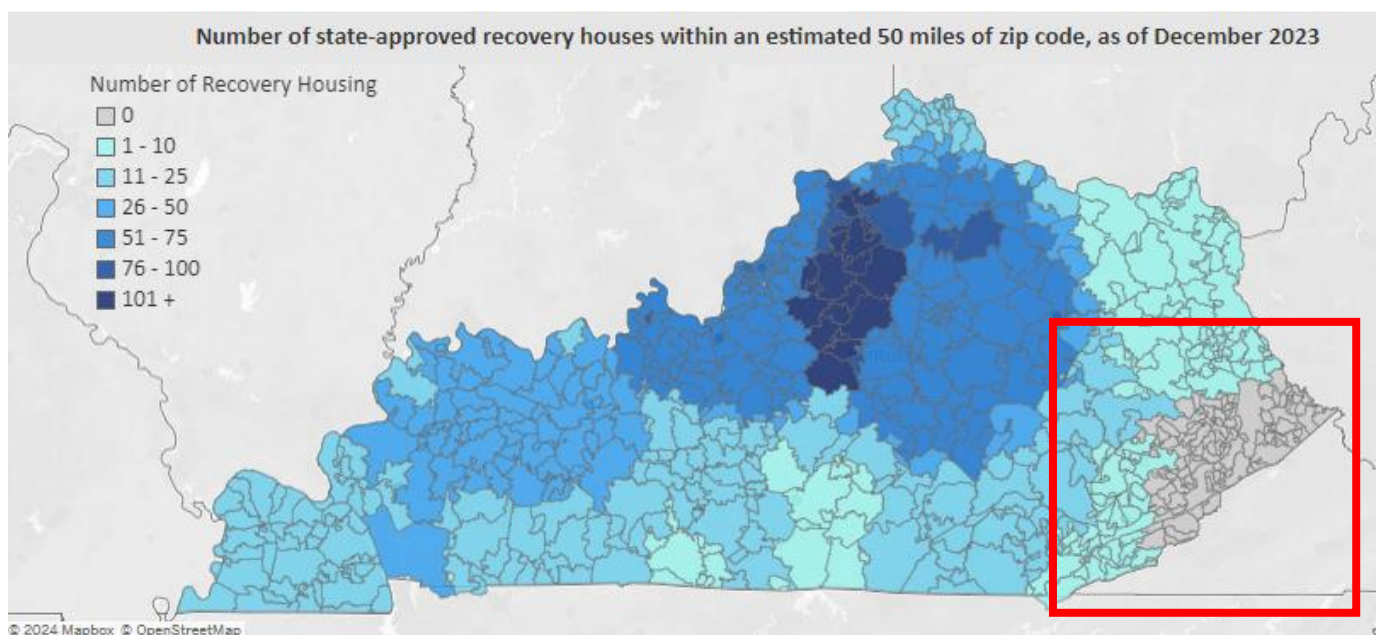 Number of state-approved recovery houses within an estimated 50 miles of zip code, as of December 2023
Number of Recovery Housing
0
1 - 10
11 - 25
26 - 50
51 - 75
76 - 100
101 +
© 2024 Mapbox © OpenStreetMap